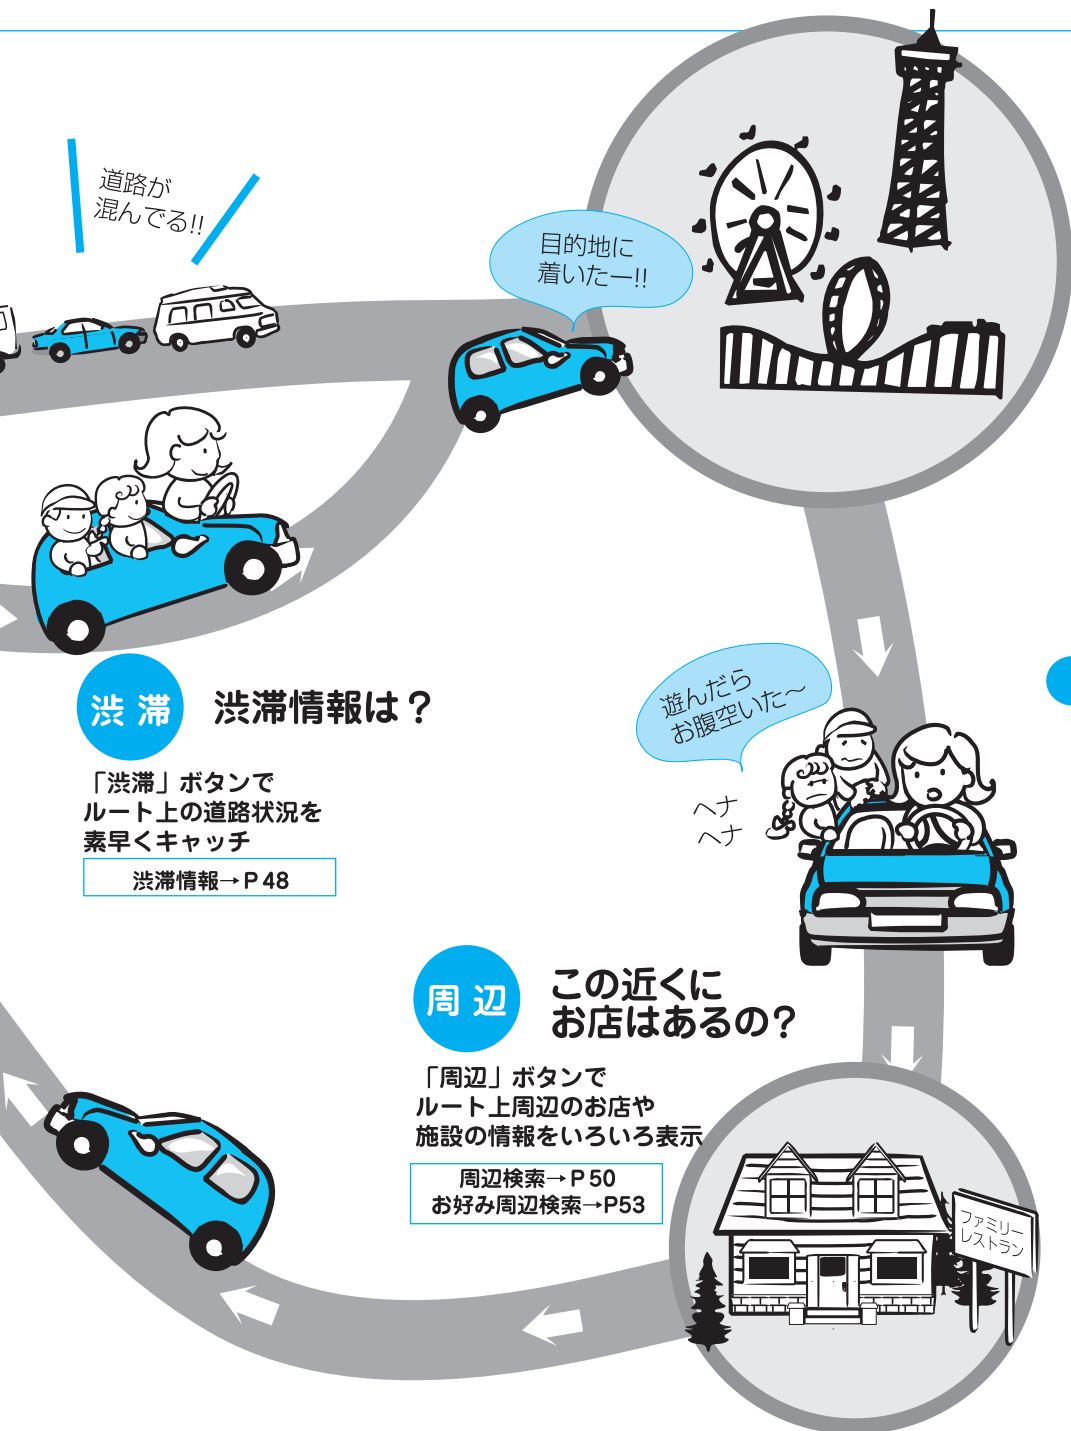 道路が
混んでる!!
目的地に
着いたー!!
渋滞
渋滞情報は？
「渋滞」ボタンで
ルート上の道路状況を
素早くキャッチ
渋滞情報→P48
遊んだら
お腹空いた～
ヘナ
ヘナ
周辺
この近くに
お店はあるの？
「周辺」ボタンで
ルート上周辺のお店や
施設の情報をいろいろ表示
周辺検索→P50
お好み周辺検索→P53
ファミリー
レストラン